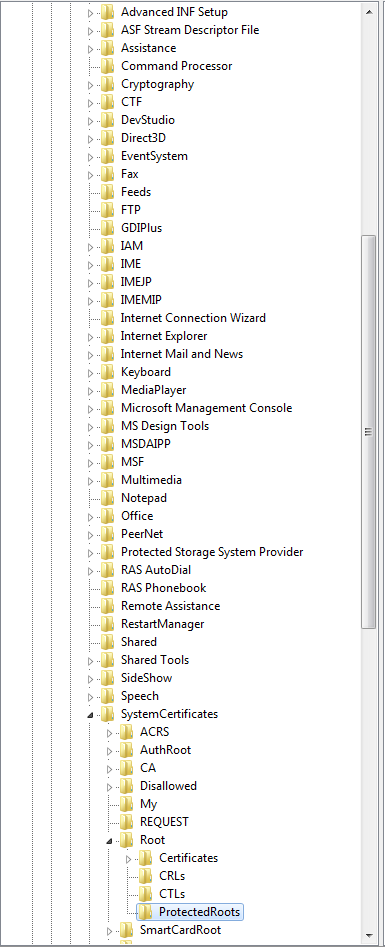 Advanced INF Setup
ASF Stream Descriptor File
Assistance
Command Processor
Cryptography
CTF
DevStudio
Direct3D
EventSystem
Fax
Feeds
FTP
GDIPlus
IAM
IME
IMEJP
IMEMIP
Internet Connection Wizard
Internet Explorer
Internet Mail and News
Keyboard
MediaPlayer
Microsoft Management Console
MS Design Tools
MSDAIPP
MSF
Multimedia
Notepad
Office
PeerNet
Protected Storage System Provider
RAS AutoDial
RAS Phonebook
Remote Assistance
RestartManager
Shared
Shared Tools
SideShow
Speech
SystemCertificates
ACRS
AuthRoot
CA
Disallowed
My
REQUEST
Root
Certificates
CRLs
CTLs
ProtectedRoots
SmartCardRoot